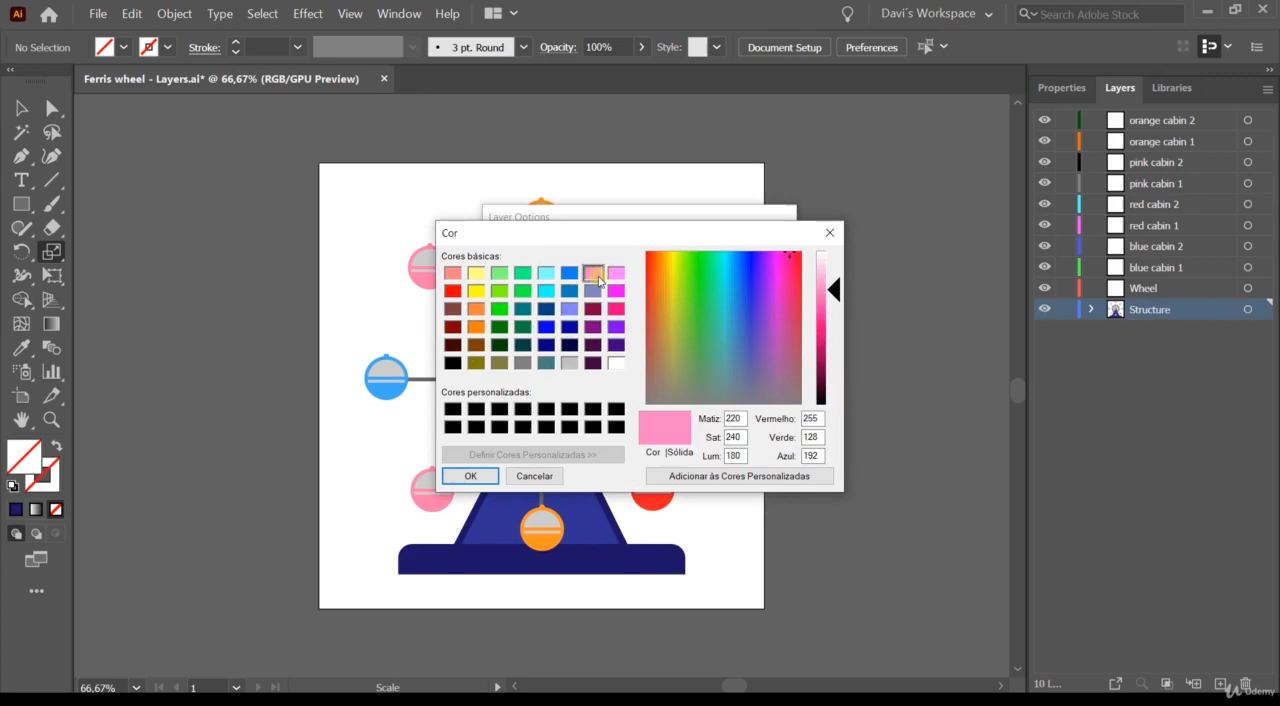 Ai File Edit Object Type Select Effect View Window Help Davi's Workspace Search Adobe Stock
No Selection Stroke: 3 pt. Round Opacity: 100% Style: Document Setup Preferences
Ferris wheel - Layers.ai* @ 66,67% (RGB/GPU Preview)
Properties Layers Libraries
orange cabin 2
orange cabin 1
pink cabin 2
pink cabin 1
red cabin 2
red cabin 1
blue cabin 2
blue cabin 1
Wheel
Structure
Layer Options
Cor
Cores básicas:
Cores personalizadas:
Definir Cores Personalizadas >>
OK Cancelar
Cor |Sólida
Matiz: 220 Vermelho: 255
Sat: 240 Verde: 128
Lum: 180 Azul: 192
Adicionar às Cores Personalizadas
66,67% 1 Scale 10 L...
Udemy